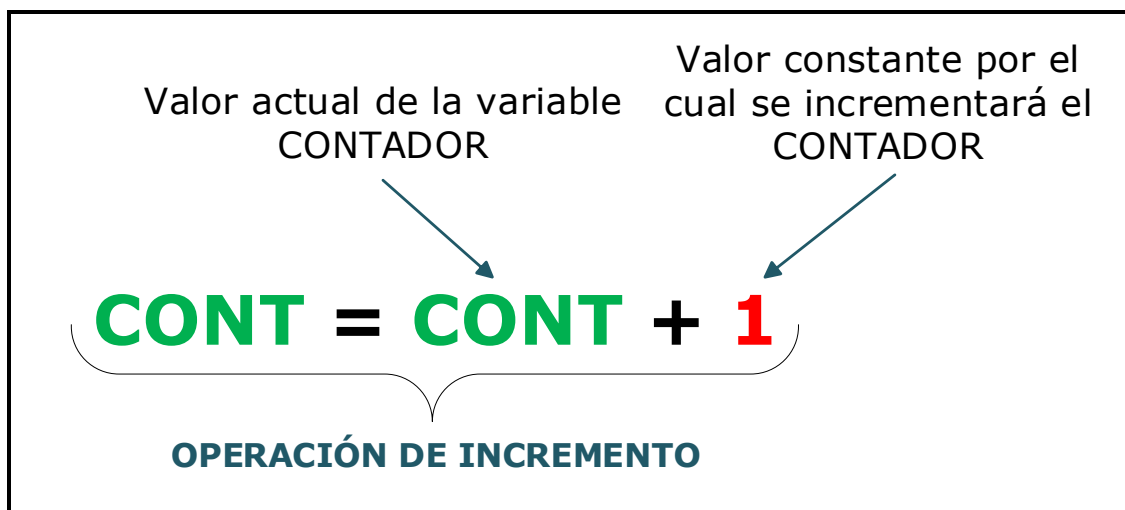 Valor actual de la variable
CONTADOR
Valor constante por el
cual se incrementará el
CONTADOR
CONT = CONT + 1
OPERACIÓN DE INCREMENTO